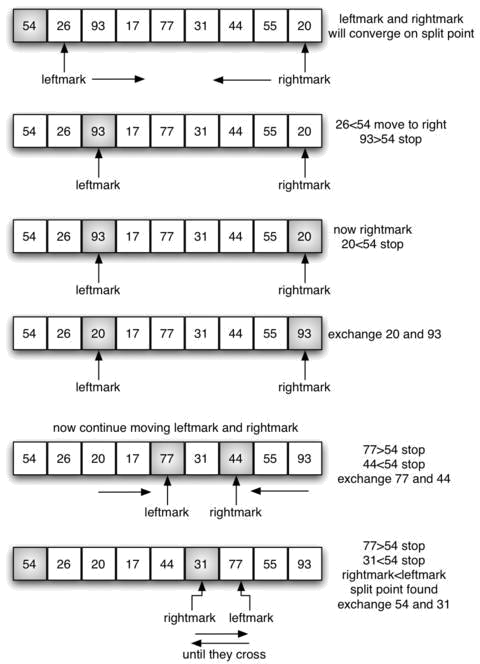 54 26 93 17 77 31 44 55 20
leftmark and rightmark
will converge on split point
leftmark
rightmark
54 26 93 17 77 31 44 55 20
26<54 move to right
93>54 stop
leftmark
rightmark
54 26 93 17 77 31 44 55 20
now rightmark
20<54 stop
leftmark
rightmark
54 26 20 17 77 31 44 55 93
exchange 20 and 93
leftmark
rightmark
now continue moving leftmark and rightmark
54 26 20 17 77 31 44 55 93
77>54 stop
44<54 stop
exchange 77 and 44
leftmark
rightmark
54 26 20 17 44 31 77 55 93
77>54 stop
31<54 stop
rightmark<leftmark
split point found
exchange 54 and 31
rightmark
leftmark
until they cross